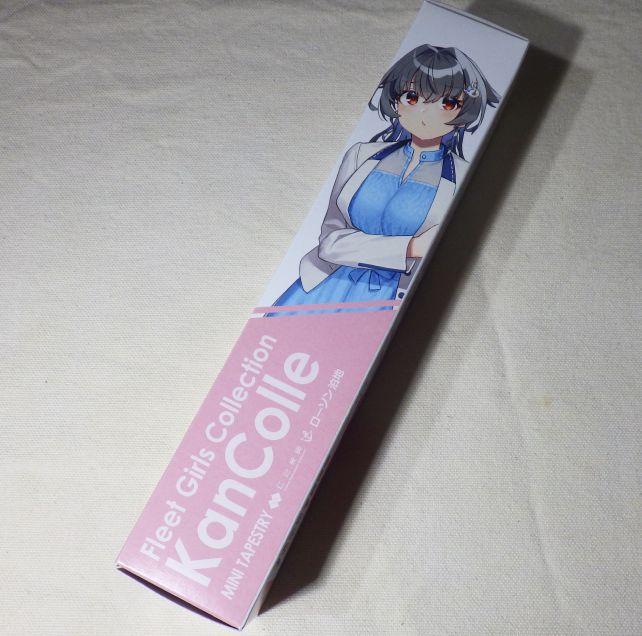 Fleet Girls Collection
KanColle
MINI TAPESTRY
ローソン泊地